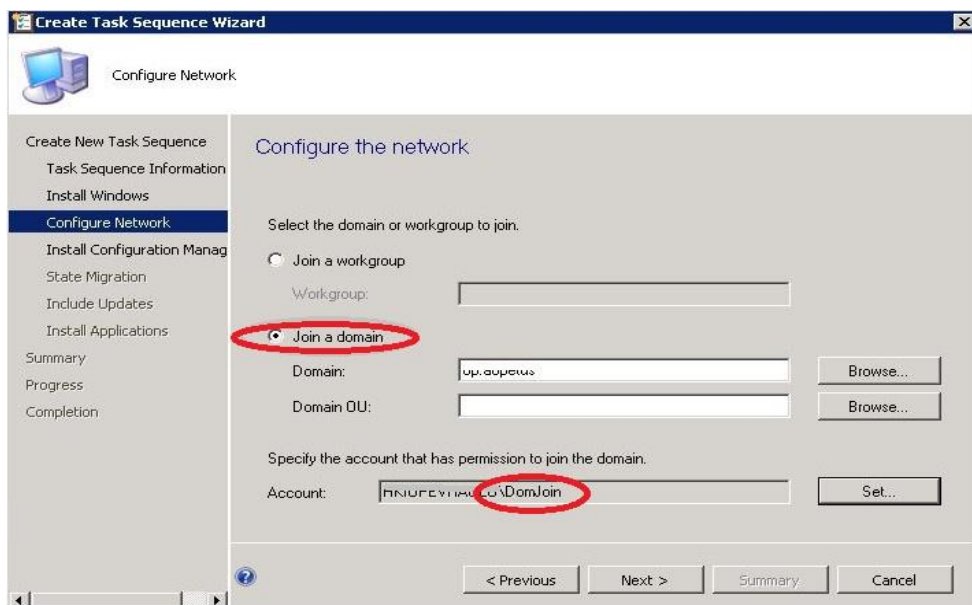 Create Task Sequence Wizard
Configure Network
Create New Task Sequence
Task Sequence Information
Install Windows
Configure Network
Install Configuration Manag
State Migration
Include Updates
Install Applications
Summary
Progress
Completion
Configure the network
Select the domain or workgroup to join.
Join a workgroup
Workgroup:
Join a domain
Domain:
Browse...
Domain OU:
Browse...
Specify the account that has permission to join the domain.
Account:
\DomJoin
Set...
< Previous
Next >
Summary
Cancel